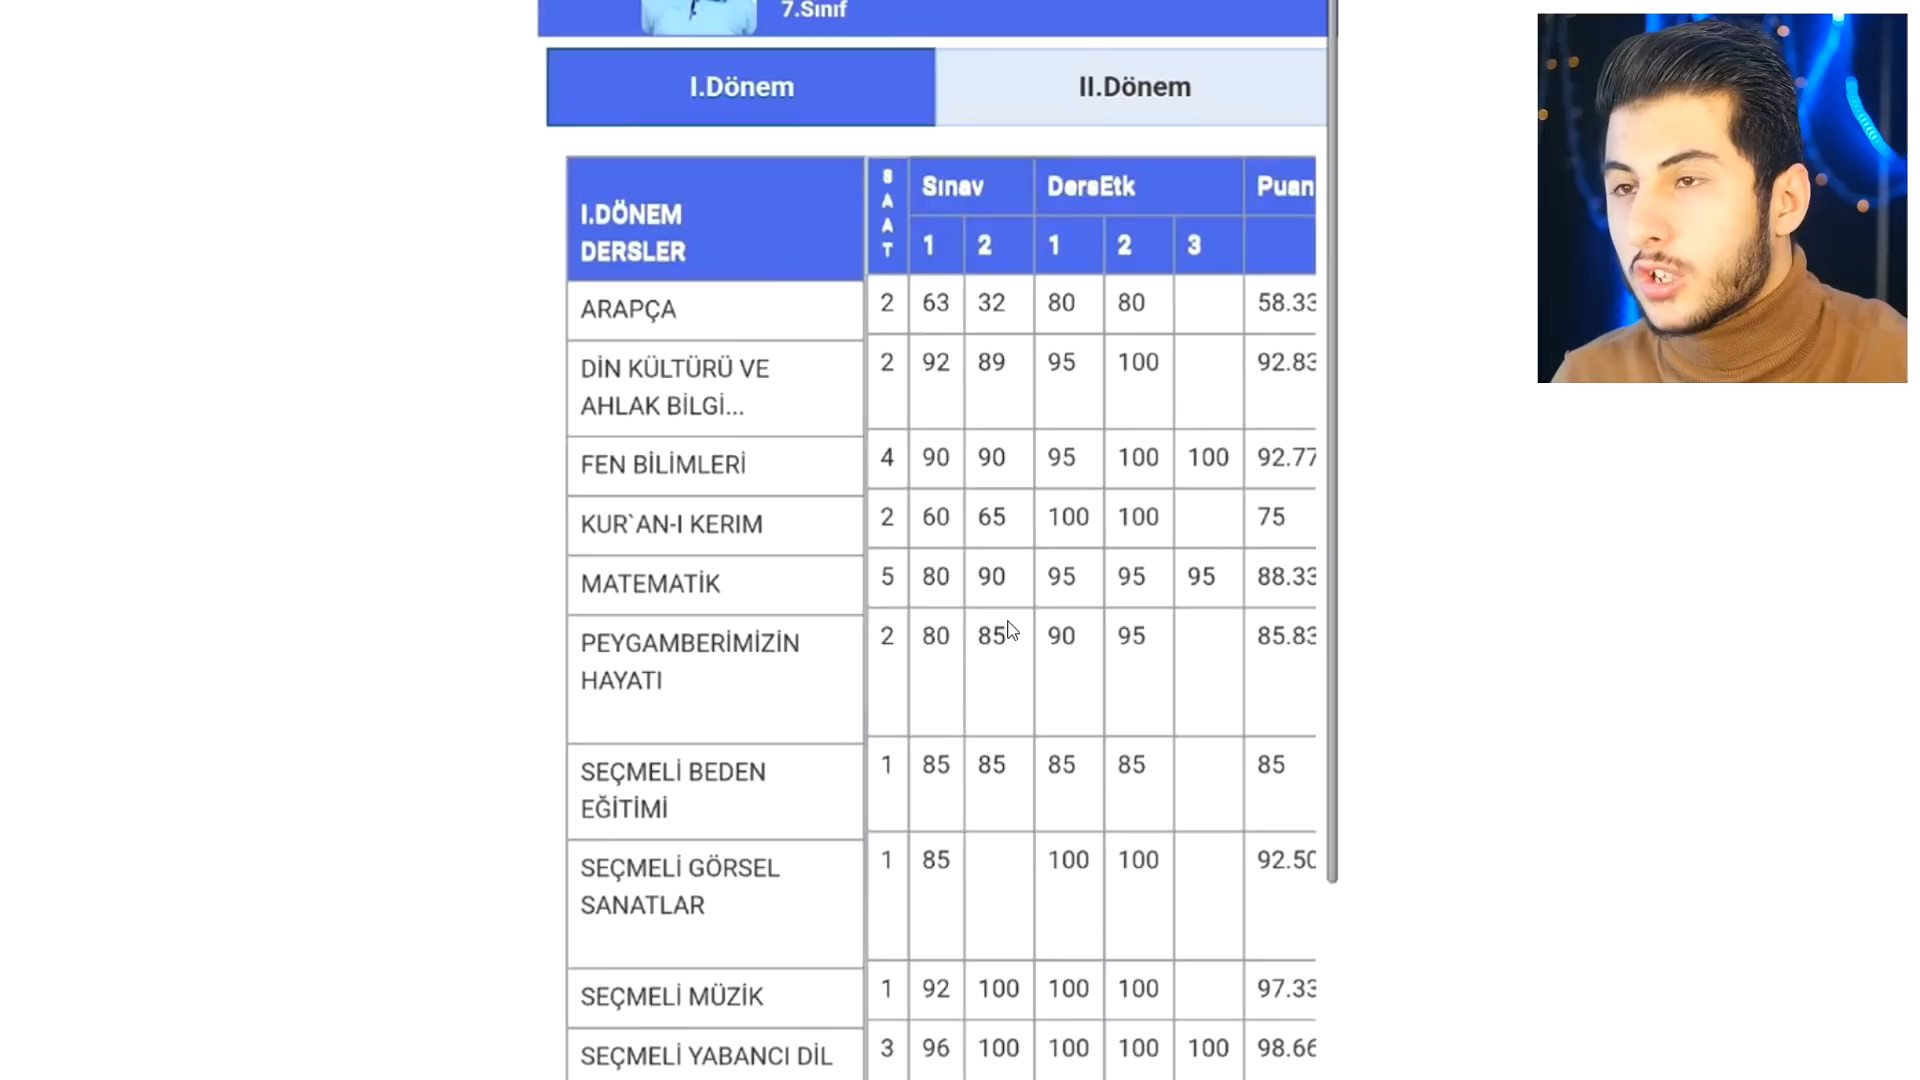 7.Sınıf
I.Dönem II.Dönem
I.DÖNEM DERSLER SAAT Sınav DersEtk Puan
1 2 1 2 3
ARAPÇA 2 63 32 80 80 58.33
DİN KÜLTÜRÜ VE 2 92 89 95 100 92.83
AHLAK BİLGİ...
FEN BİLİMLERİ 4 90 90 95 100 100 92.77
KUR`AN-I KERIM 2 60 65 100 100 75
MATEMATİK 5 80 90 95 95 95 88.33
PEYGAMBERİMİZİN 2 80 85 90 95 85.83
HAYATI
SEÇMELİ BEDEN 1 85 85 85 85 85
EĞİTİMİ
SEÇMELİ GÖRSEL 1 85 100 100 92.50
SANATLAR
SEÇMELİ MÜZİK 1 92 100 100 100 97.33
SEÇMELİ YABANCI DİL 3 96 100 100 100 100 98.66